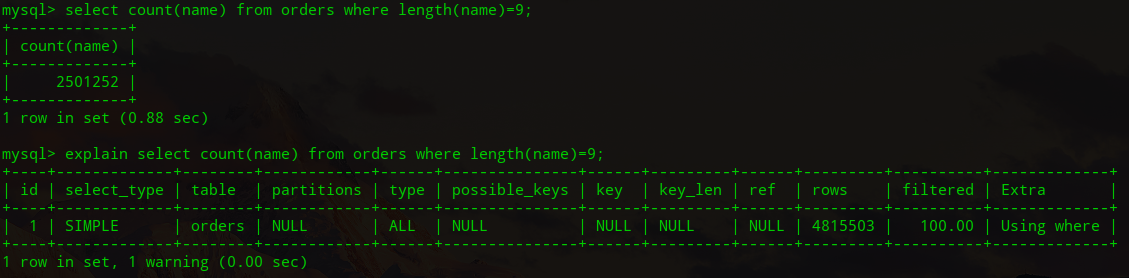 mysql> select count(name) from orders where length(name)=9;
+-------------+
| count(name) |
+-------------+
|     2501252 |
+-------------+
1 row in set (0.88 sec)

mysql> explain select count(name) from orders where length(name)=9;
+----+-------------+--------+------------+------+---------------+------+---------+------+---------+----------+-------------+
| id | select_type | table  | partitions | type | possible_keys | key  | key_len | ref  | rows    | filtered | Extra       |
+----+-------------+--------+------------+------+---------------+------+---------+------+---------+----------+-------------+
|  1 | SIMPLE      | orders | NULL       | ALL  | NULL          | NULL | NULL    | NULL | 4815503 |   100.00 | Using where |
+----+-------------+--------+------------+------+---------------+------+---------+------+---------+----------+-------------+
1 row in set, 1 warning (0.00 sec)